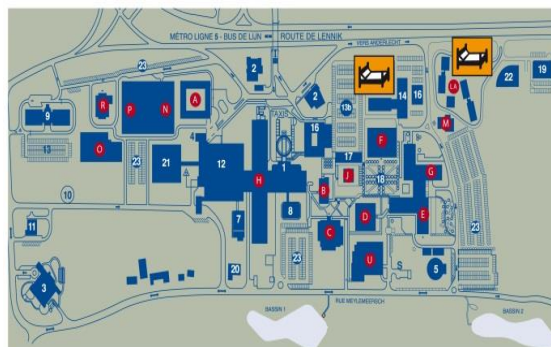 MÉTRO LIGNE 5 - BUS DE LIJN
ROUTE DE LENNIK
VERS ANDERLECHT
23
2
2
R
P
N
A
9
O
13
23
21
4
12
TAXIS
16
1
H
13b
14
16
F
17
J
18
LA
M
22
19
G
E
B
8
7
C
D
U
23
23
S
5
10
11
3
20
RUE MEYLEMEERSCH
BASSIN 1
BASSIN 2